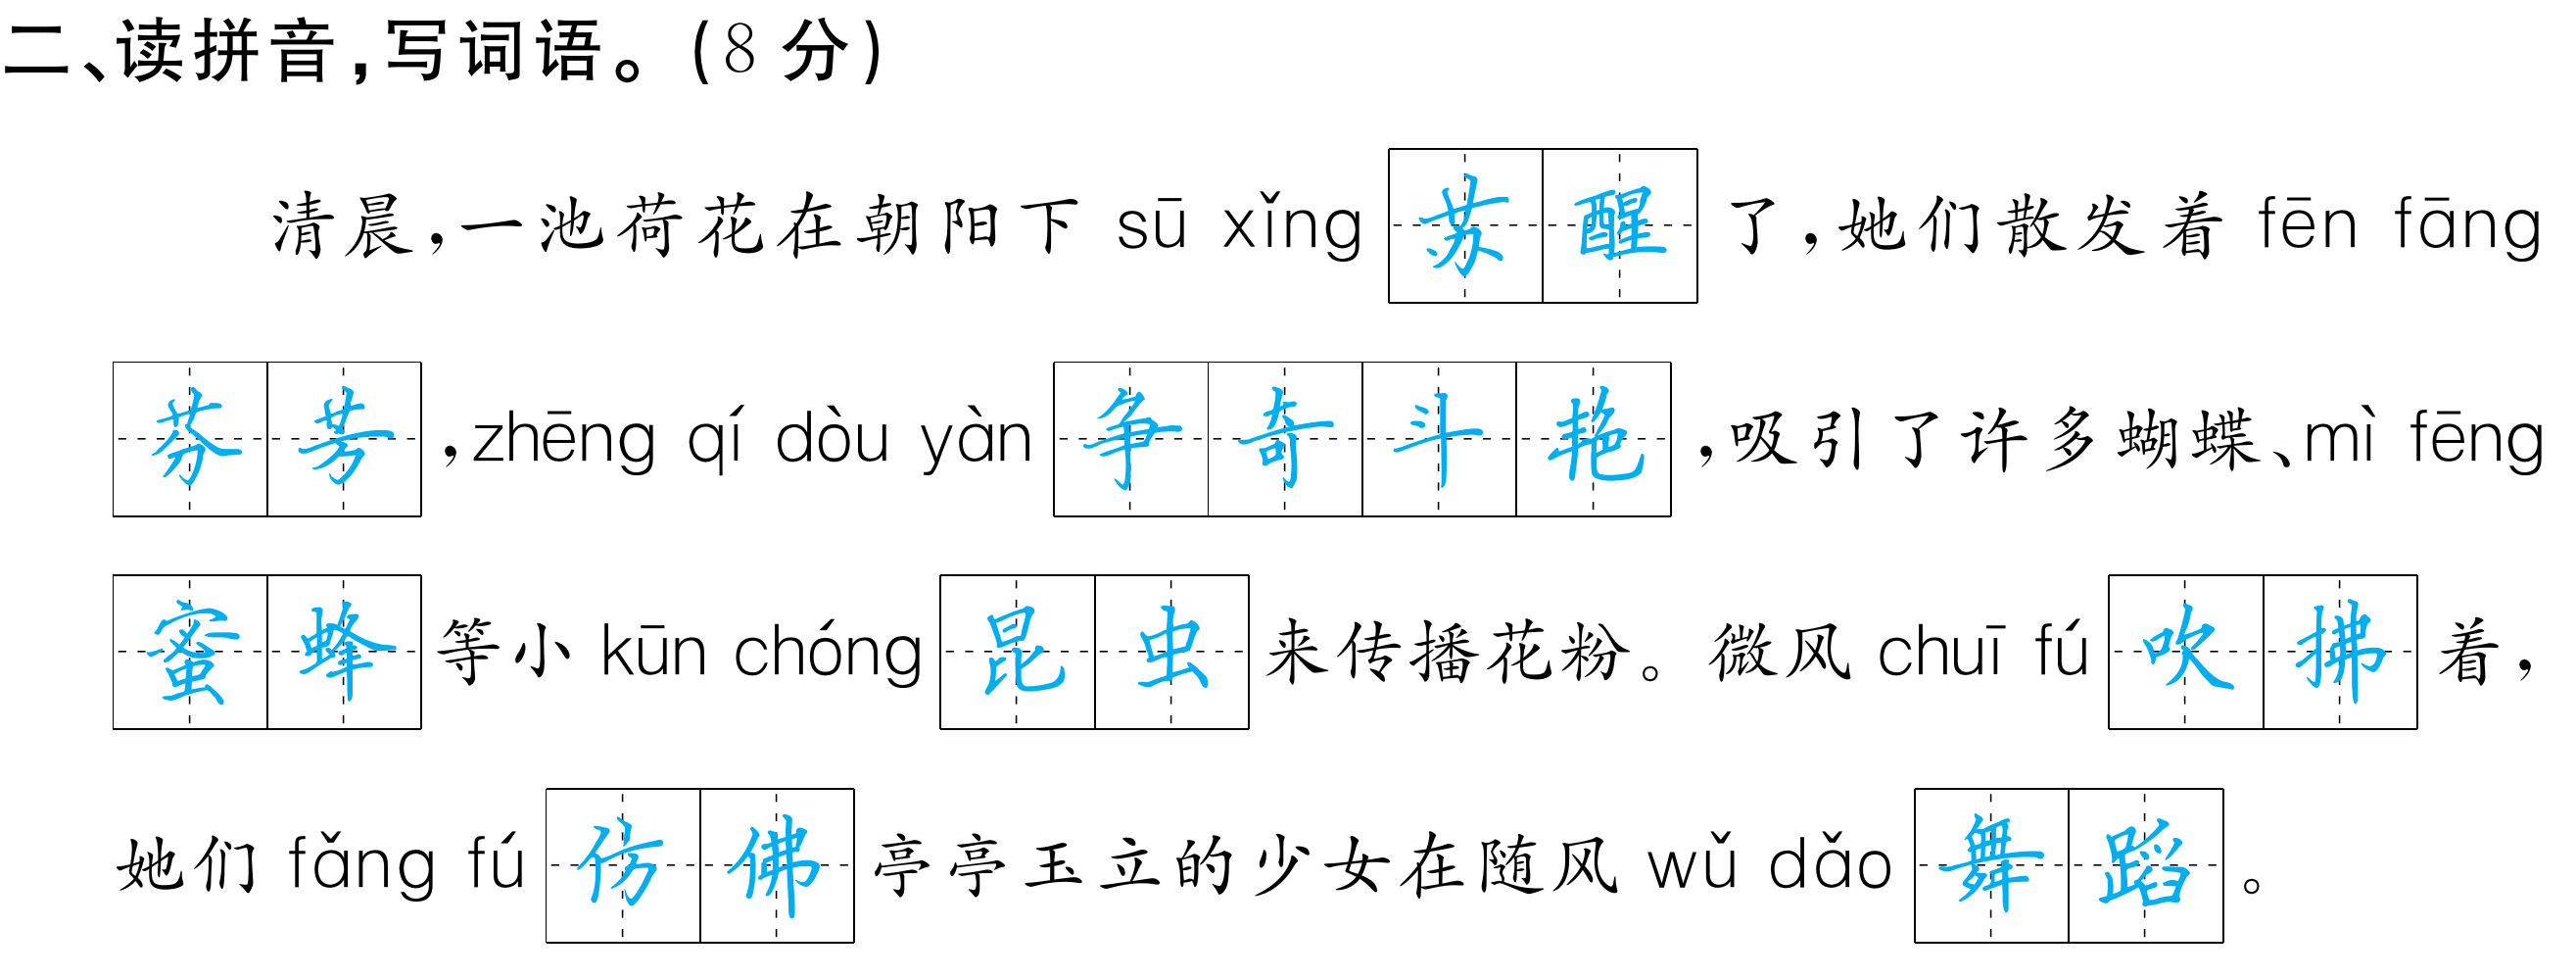 二、读拼音,写词语。(8 分)
清晨,一池荷花在朝阳下 sū xǐng 苏醒 了,她们散发着 fēn fāng
芬芳 ,zhēng qí dòu yàn 争奇斗艳 ,吸引了许多蝴蝶、mì fēng
蜜蜂 等小 kūn chóng 昆虫 来传播花粉。微风 chuī fú 吹拂 着,
她们 fǎng fú 仿佛 亭亭玉立的少女在随风 wǔ dǎo 舞蹈 。